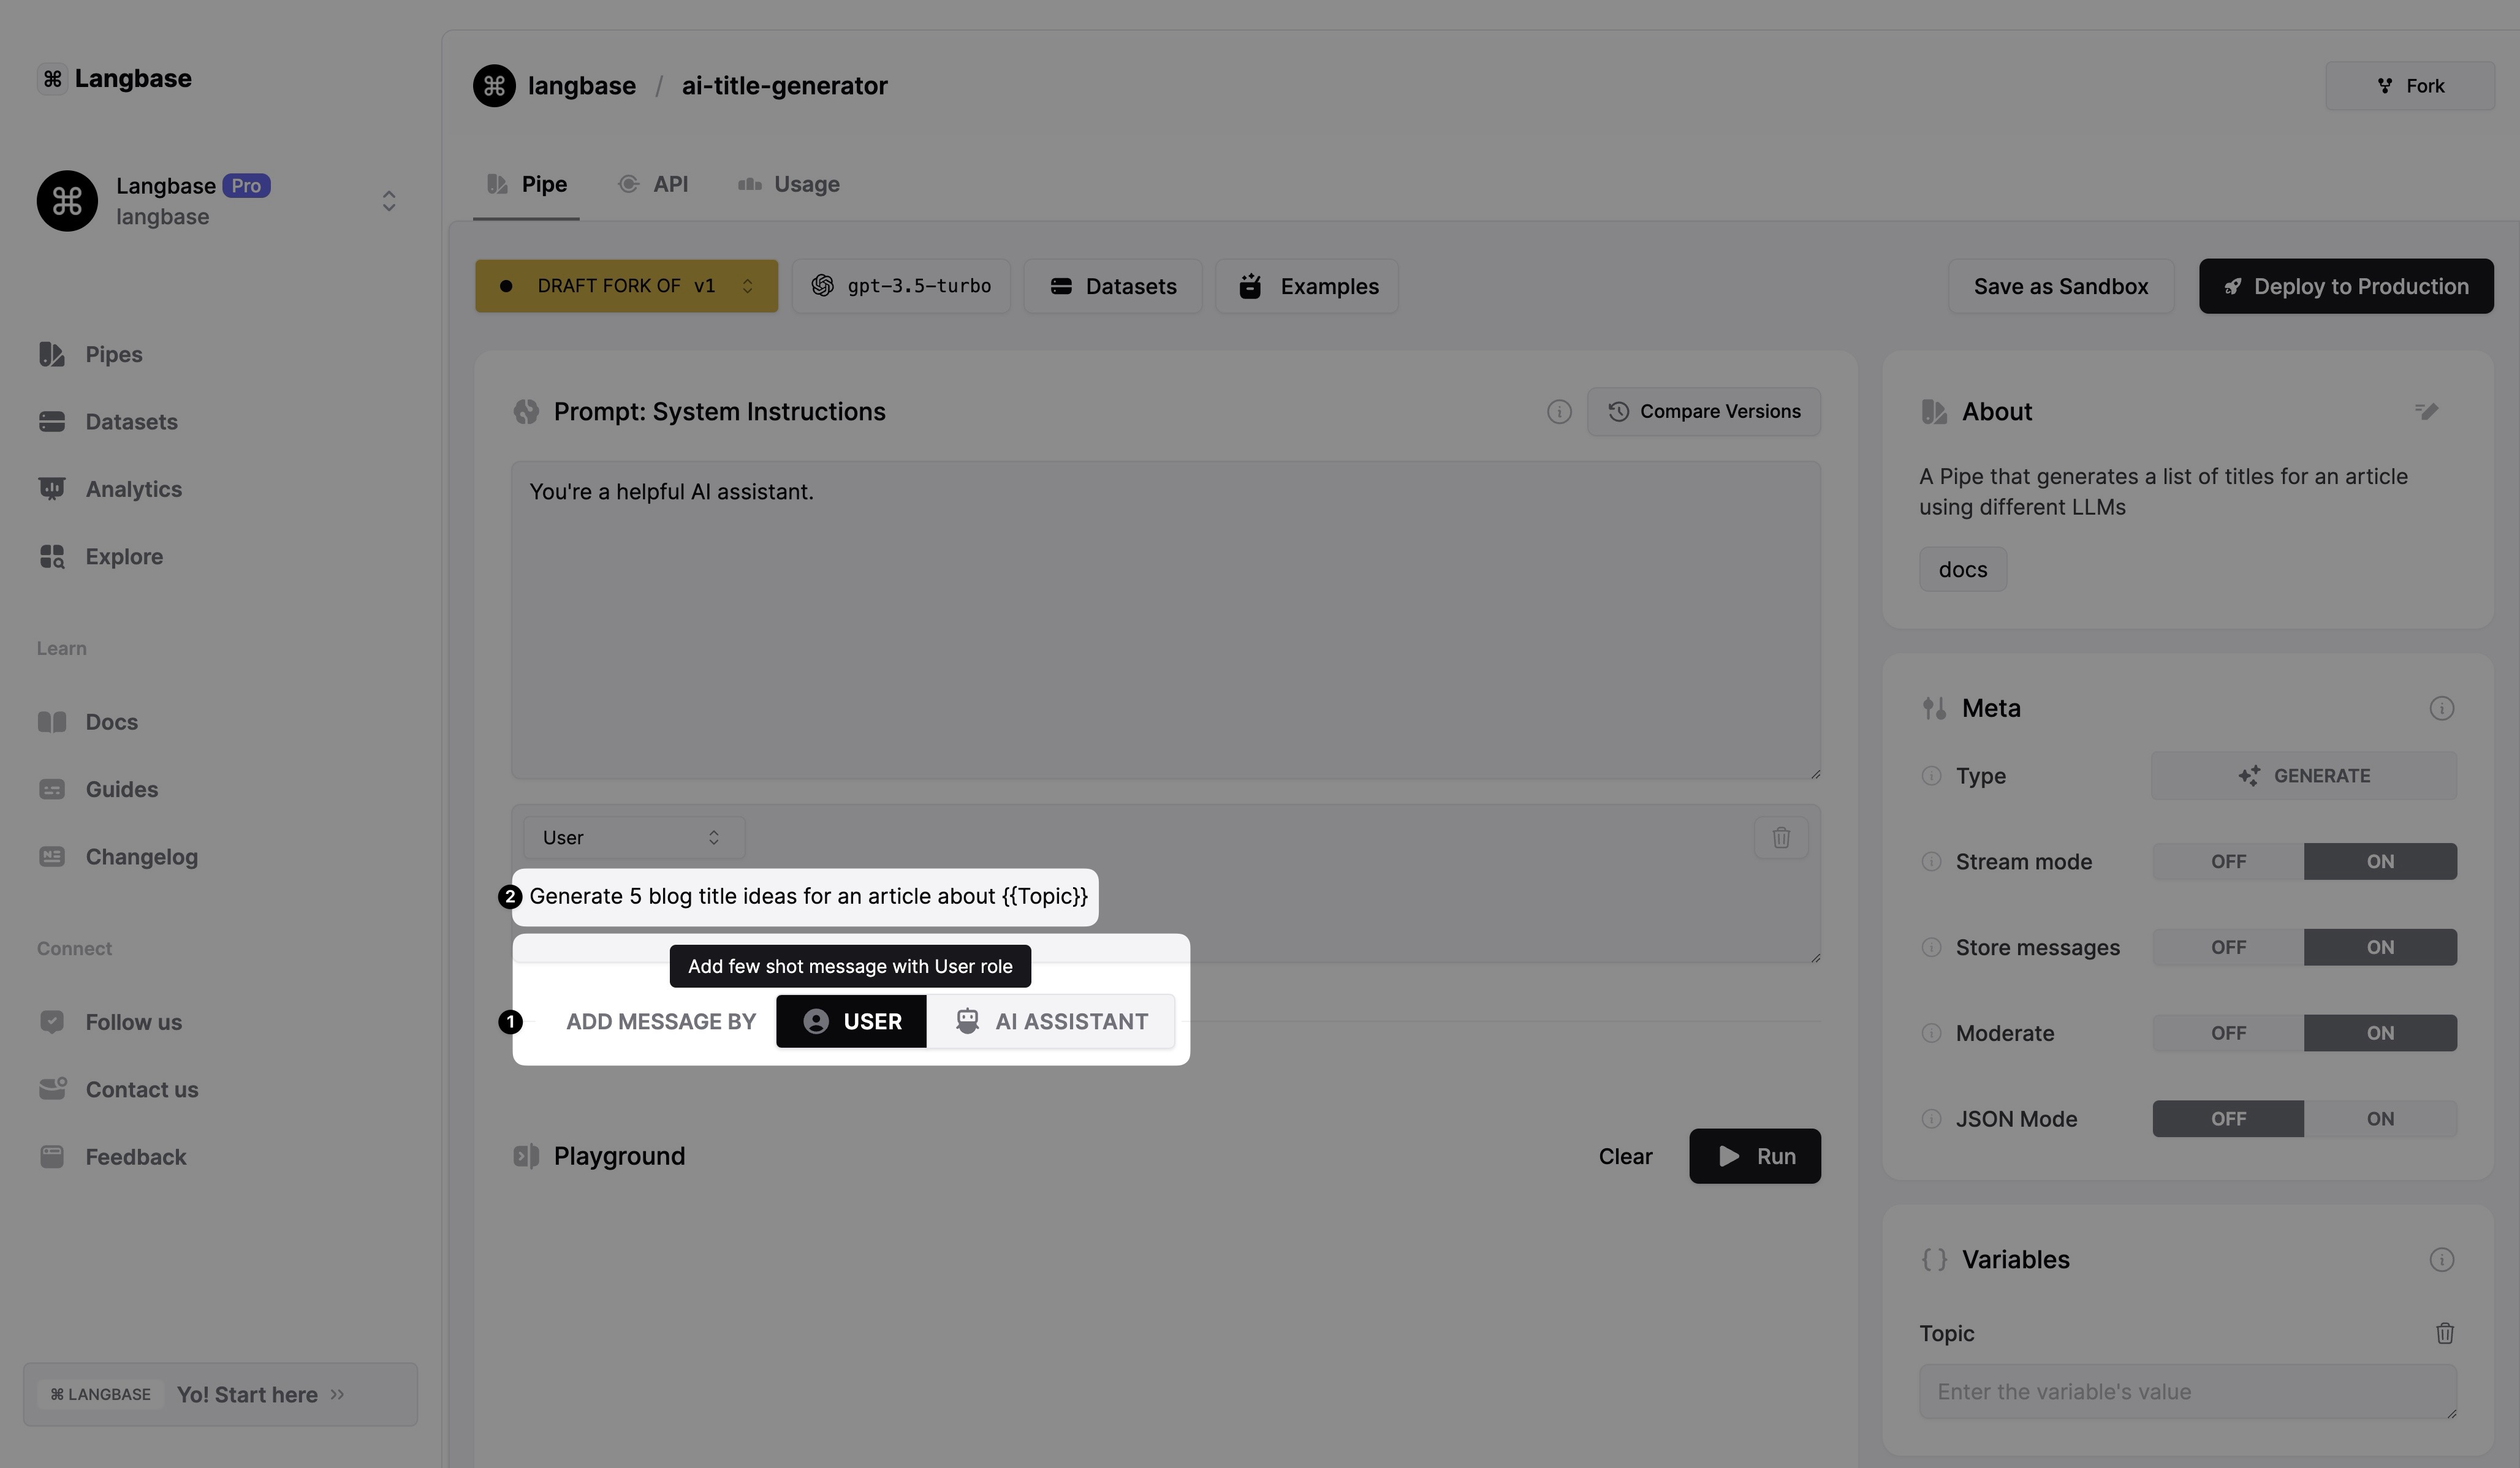 ⌘ Langbase
Langbase Pro
langbase
Pipes
Datasets
Analytics
Explore
Learn
Docs
Guides
Changelog
Connect
Follow us
Contact us
Feedback
⌘ LANGBASE Yo! Start here >>
langbase / ai-title-generator
Fork
Pipe API Usage
DRAFT FORK OF v1 gpt-3.5-turbo Datasets Examples
Save as Sandbox Deploy to Production
Prompt: System Instructions
Compare Versions
You're a helpful AI assistant.
User
2 Generate 5 blog title ideas for an article about {{Topic}}
Add few shot message with User role
1 ADD MESSAGE BY USER AI ASSISTANT
Playground
Clear Run
About
A Pipe that generates a list of titles for an article
using different LLMs
docs
Meta
Type GENERATE
Stream mode OFF ON
Store messages OFF ON
Moderate OFF ON
JSON Mode OFF ON
{} Variables
Topic
Enter the variable's value